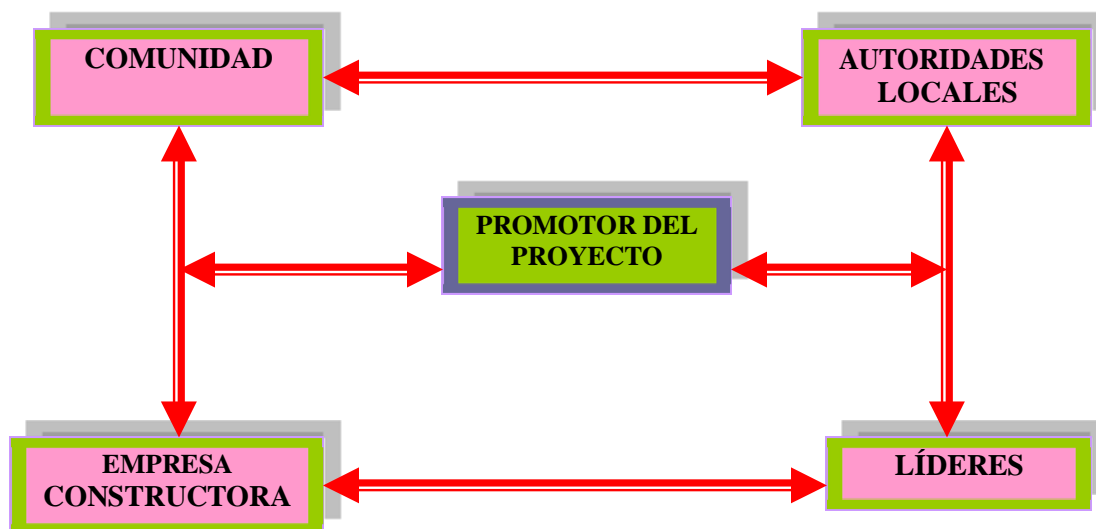 COMUNIDAD
AUTORIDADES
LOCALES
PROMOTOR DEL
PROYECTO
EMPRESA
CONSTRUCTORA
LÍDERES